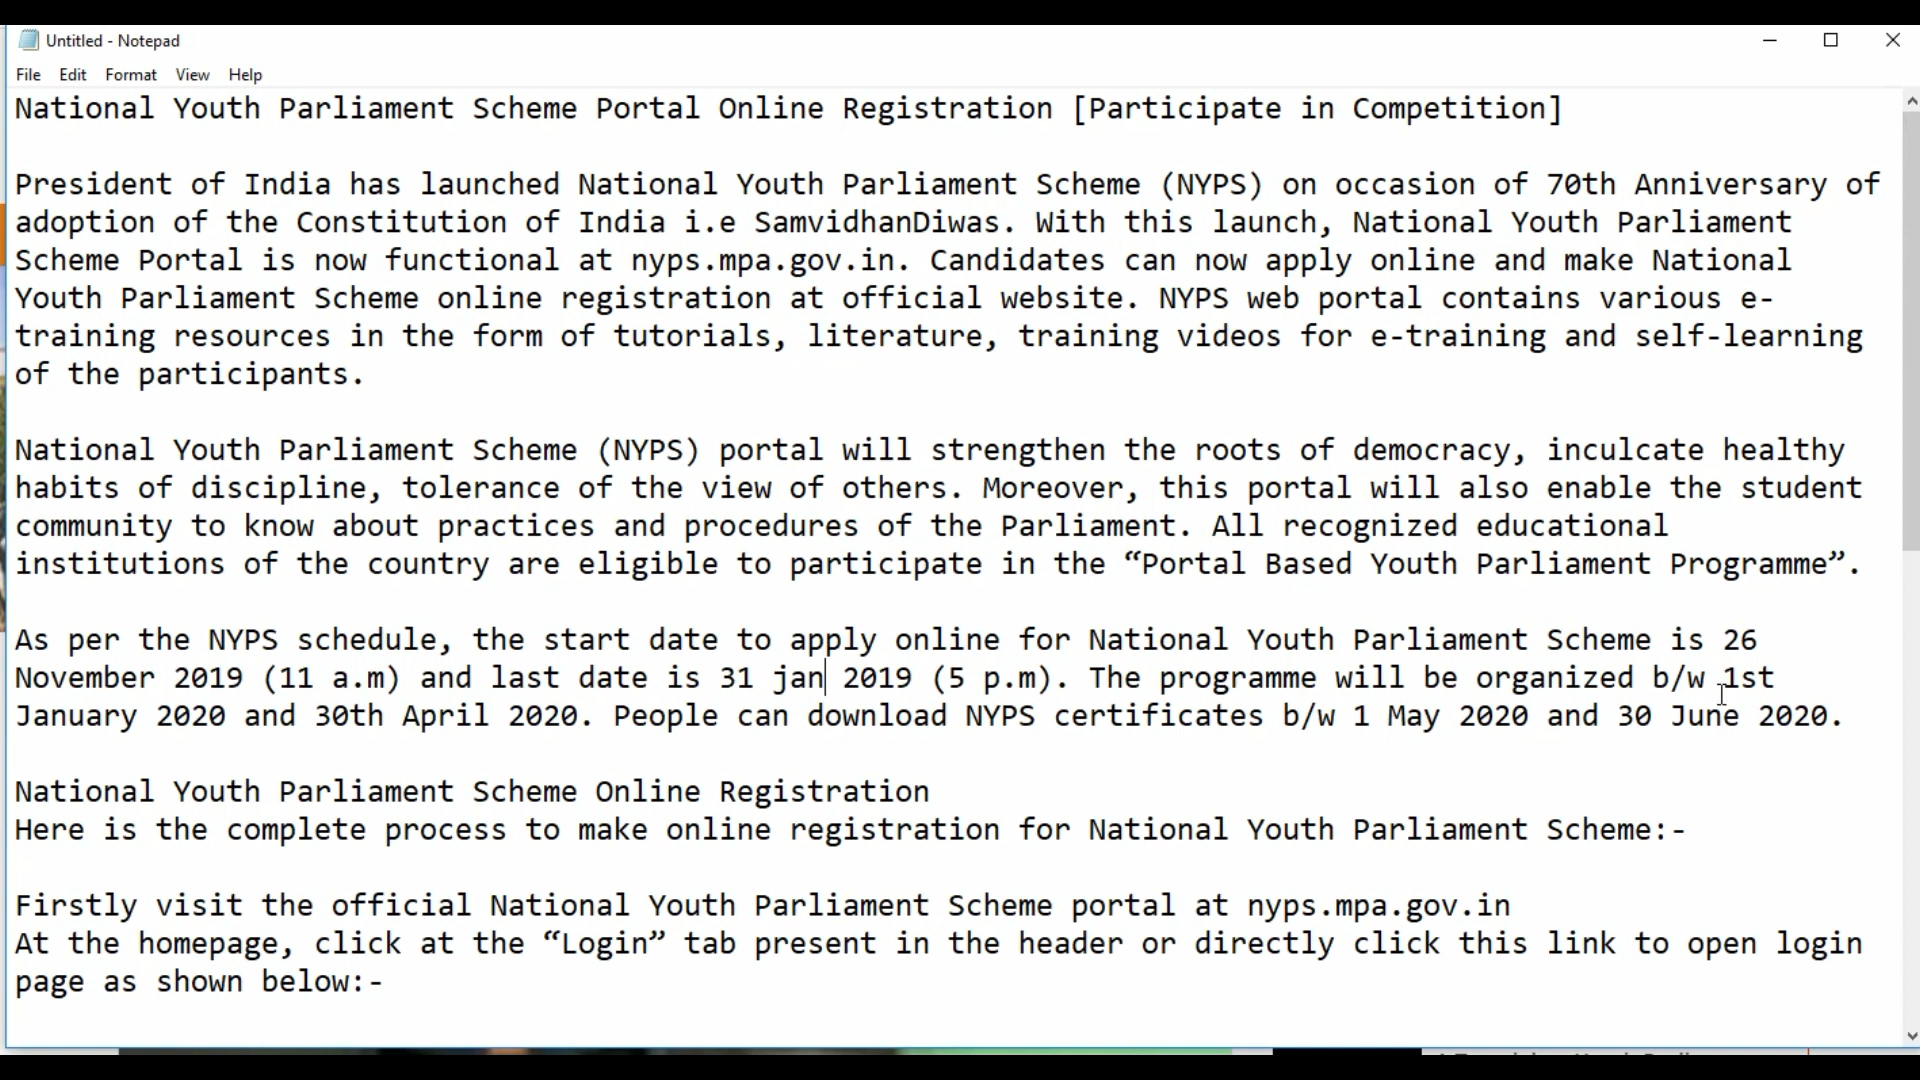 Untitled - Notepad
File Edit Format View Help
National Youth Parliament Scheme Portal Online Registration [Participate in Competition]
President of India has launched National Youth Parliament Scheme (NYPS) on occasion of 70th Anniversary of
adoption of the Constitution of India i.e SamvidhanDiwas. With this launch, National Youth Parliament
Scheme Portal is now functional at nyps.mpa.gov.in. Candidates can now apply online and make National
Youth Parliament Scheme online registration at official website. NYPS web portal contains various e-
training resources in the form of tutorials, literature, training videos for e-training and self-learning
of the participants.
National Youth Parliament Scheme (NYPS) portal will strengthen the roots of democracy, inculcate healthy
habits of discipline, tolerance of the view of others. Moreover, this portal will also enable the student
community to know about practices and procedures of the Parliament. All recognized educational
institutions of the country are eligible to participate in the “Portal Based Youth Parliament Programme”.
As per the NYPS schedule, the start date to apply online for National Youth Parliament Scheme is 26
November 2019 (11 a.m) and last date is 31 jan 2019 (5 p.m). The programme will be organized b/w 1st
January 2020 and 30th April 2020. People can download NYPS certificates b/w 1 May 2020 and 30 June 2020.
National Youth Parliament Scheme Online Registration
Here is the complete process to make online registration for National Youth Parliament Scheme:-
Firstly visit the official National Youth Parliament Scheme portal at nyps.mpa.gov.in
At the homepage, click at the “Login” tab present in the header or directly click this link to open login
page as shown below:-